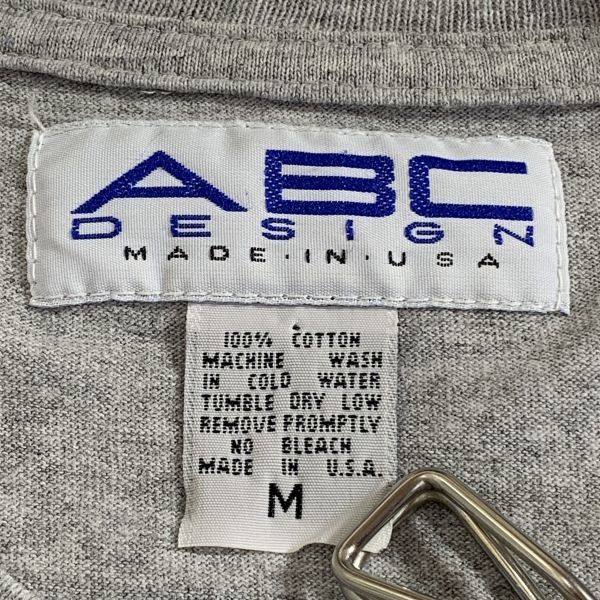 ABC
DESIGN
MADE·IN·USA
100% COTTON
MACHINE WASH
IN COLD WATER
TUMBLE DRY LOW
REMOVE PROMPTLY
NO BLEACH
MADE IN U.S.A.
M